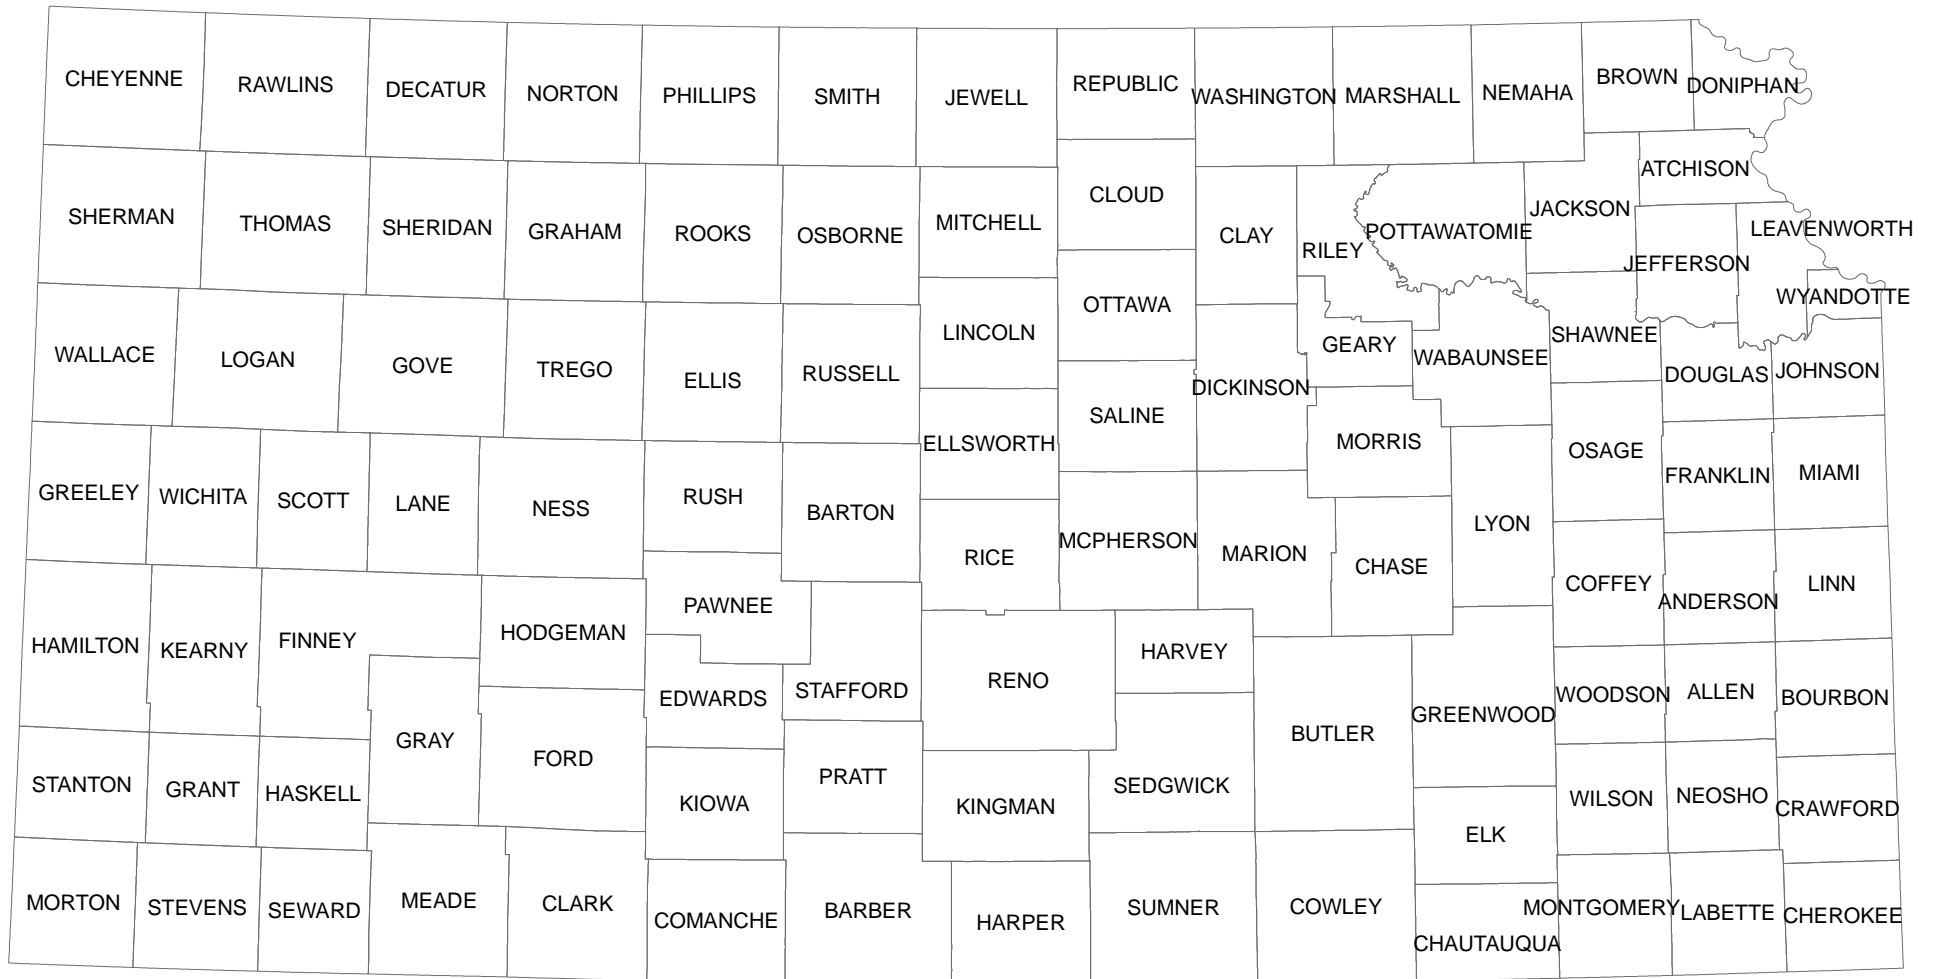 CHEYENNE
RAWLINS
DECATUR
NORTON
PHILLIPS
SMITH
JEWELL
REPUBLIC
WASHINGTON
MARSHALL
NEMAHA
BROWN
DONIPHAN
SHERMAN
THOMAS
SHERIDAN
GRAHAM
ROOKS
OSBORNE
MITCHELL
CLOUD
CLAY
RILEY
POTTAWATOMIE
JACKSON
ATCHISON
JEFFERSON
LEAVENWORTH
WYANDOTTE
WALLACE
LOGAN
GOVE
TREGO
ELLIS
RUSSELL
LINCOLN
OTTAWA
DICKINSON
GEARY
WABAUNSEE
SHAWNEE
DOUGLAS
JOHNSON
ELLSWORTH
SALINE
MORRIS
OSAGE
FRANKLIN
MIAMI
GREELEY
WICHITA
SCOTT
LANE
NESS
RUSH
BARTON
RICE
MCPHERSON
MARION
CHASE
LYON
COFFEY
ANDERSON
LINN
HAMILTON
KEARNY
FINNEY
HODGEMAN
PAWNEE
EDWARDS
STAFFORD
RENO
HARVEY
BUTLER
GREENWOOD
WOODSON
ALLEN
BOURBON
STANTON
GRANT
HASKELL
GRAY
FORD
KIOWA
PRATT
KINGMAN
SEDGWICK
ELK
WILSON
NEOSHO
CRAWFORD
MORTON
STEVENS
SEWARD
MEADE
CLARK
COMANCHE
BARBER
HARPER
SUMNER
COWLEY
CHAUTAUQUA
MONTGOMERY
LABETTE
CHEROKEE